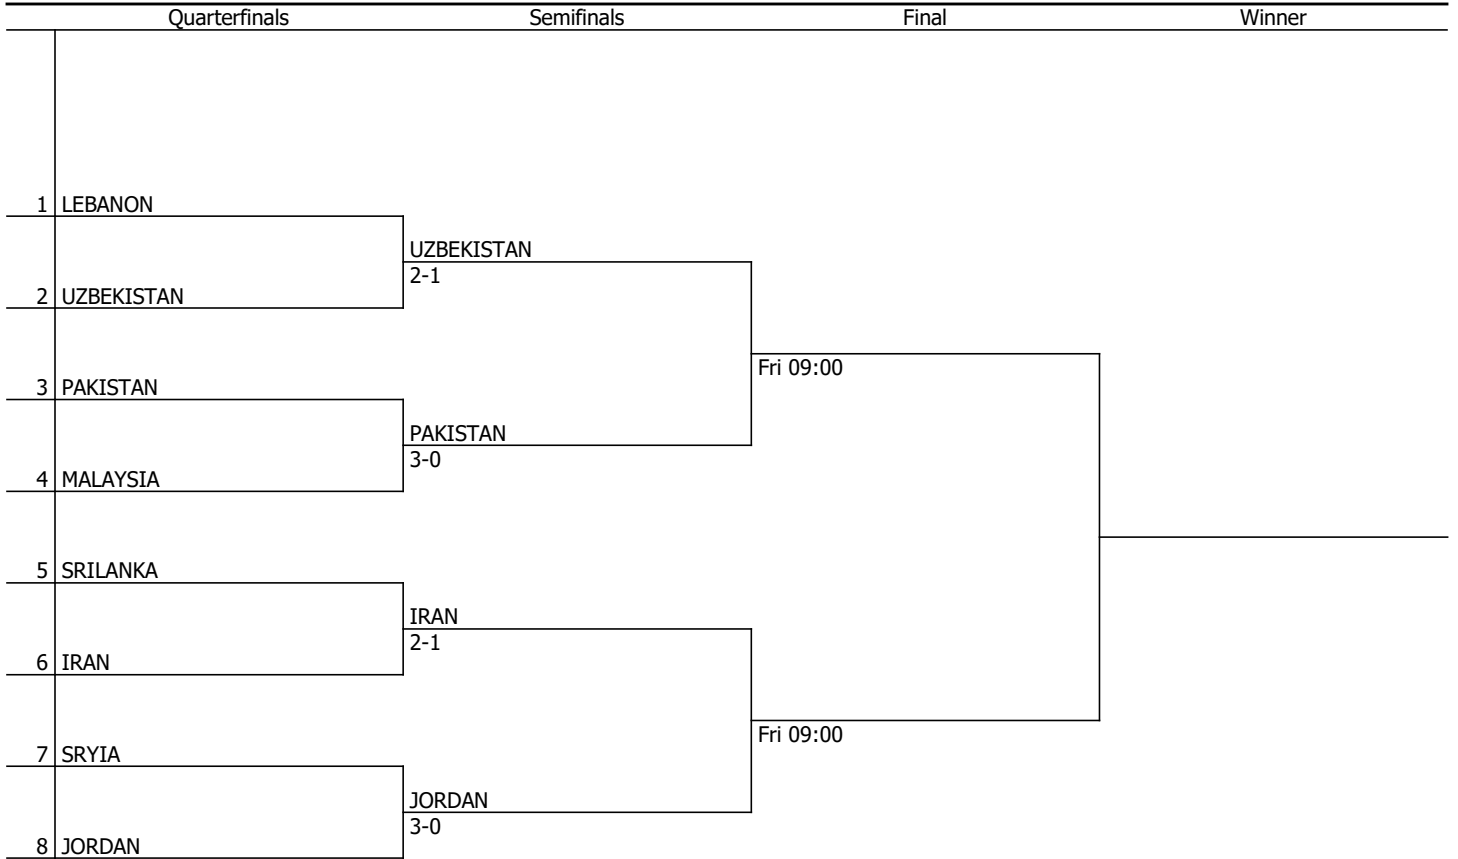 Quarterfinals Semifinals Final Winner
1 LEBANON
UZBEKISTAN
2-1
2 UZBEKISTAN
Fri 09:00
3 PAKISTAN
PAKISTAN
3-0
4 MALAYSIA
5 SRILANKA
IRAN
2-1
6 IRAN
Fri 09:00
7 SRYIA
JORDAN
3-0
8 JORDAN